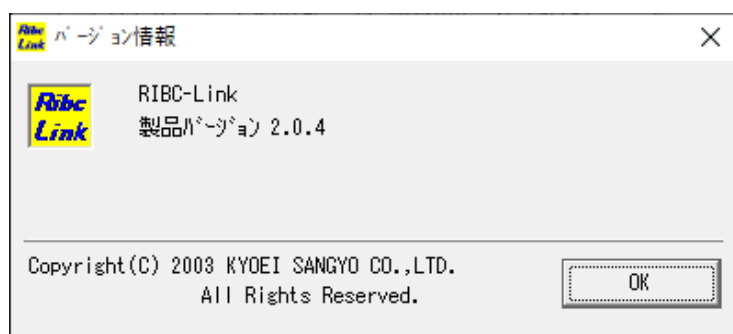 Ribc
Link
ﾊﾞｰｼﾞｮﾝ情報
Ribc
Link
RIBC-Link
製品ﾊﾞｰｼﾞｮﾝ 2.0.4
Copyright(C) 2003 KYOEI SANGYO CO.,LTD.
All Rights Reserved.
OK